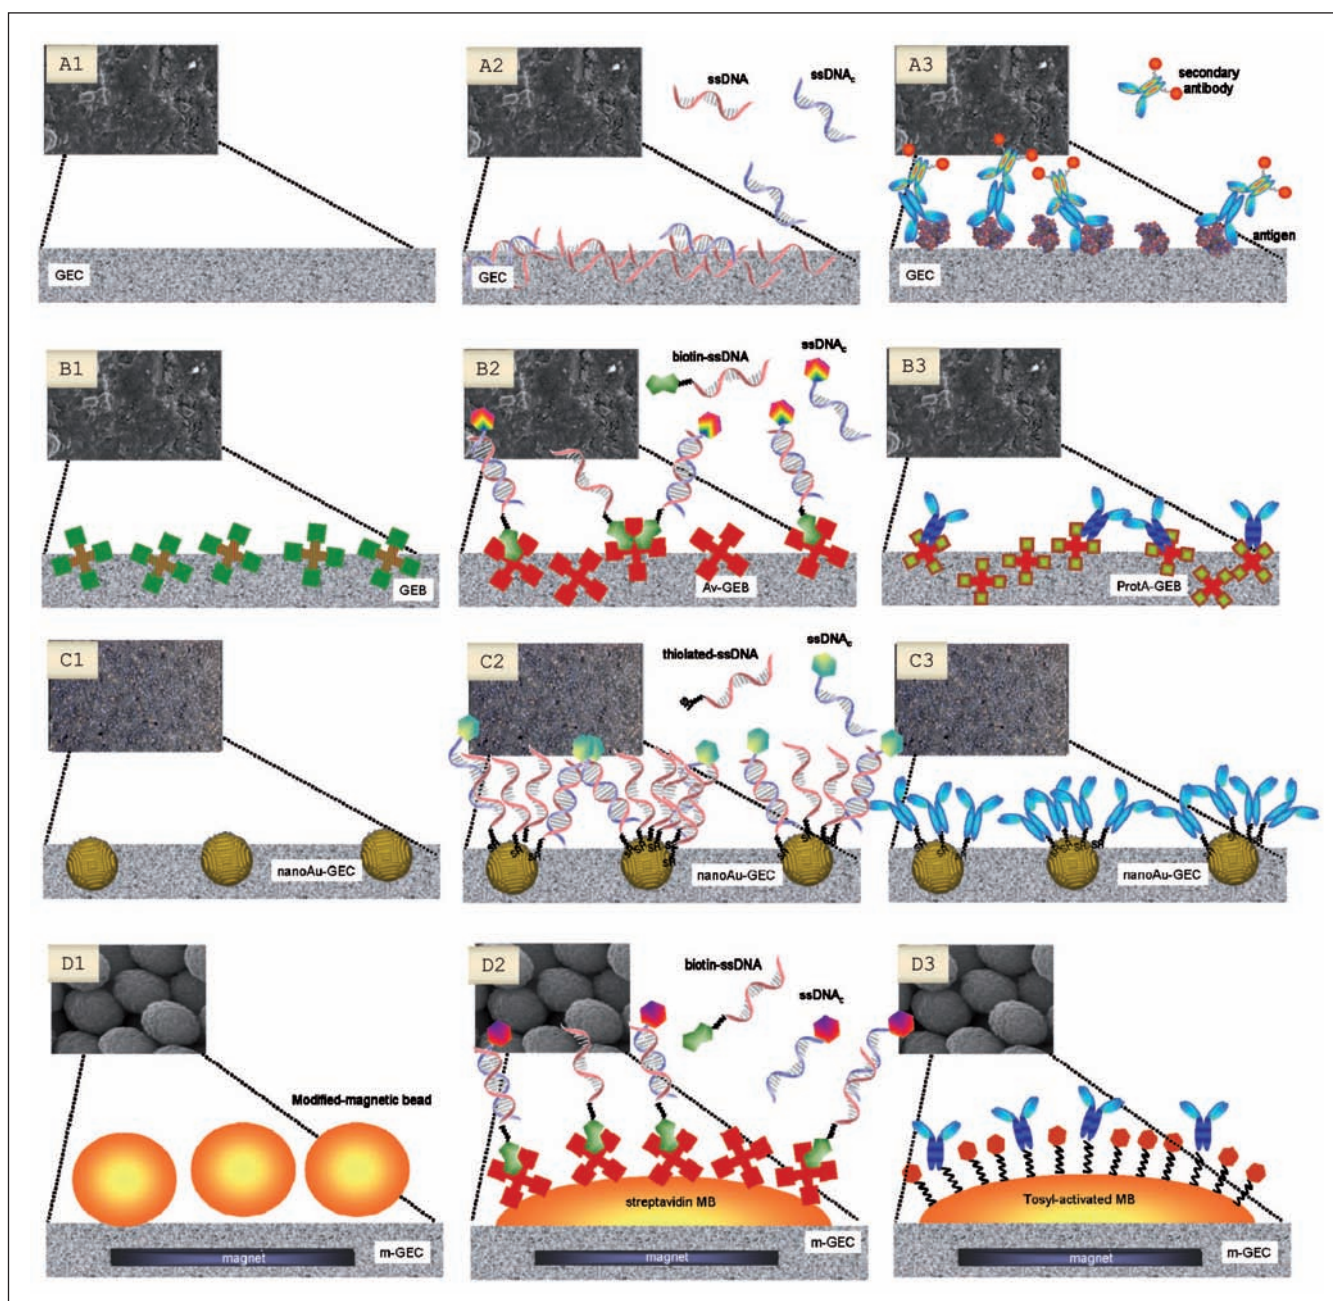 A1
GEC
A2
ssDNA
ssDNAc
GEC
A3
secondary
antibody
antigen
GEC
B1
GEB
B2
biotin-ssDNA
ssDNAc
Av-GEB
B3
ProtA-GEB
C1
nanoAu-GEC
C2
thiolated-ssDNA
ssDNAc
nanoAu-GEC
C3
nanoAu-GEC
D1
Modified-magnetic bead
m-GEC
magnet
D2
biotin-ssDNA
ssDNAc
streptavidin MB
m-GEC
magnet
D3
Tosyl-activated MB
m-GEC
magnet